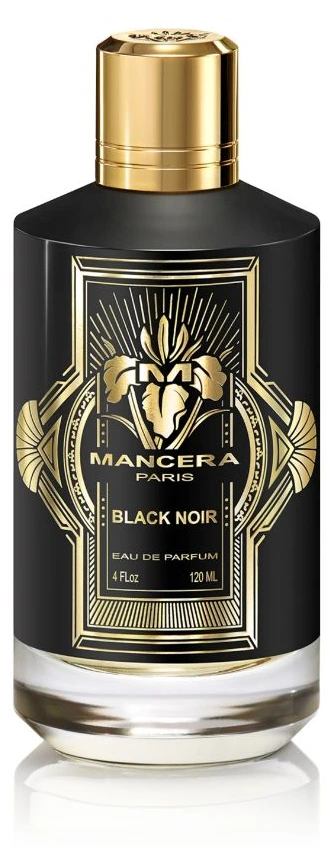 M
MANCERA
PARIS
BLACK NOIR
EAU DE PARFUM
4 FLoz 120 ML